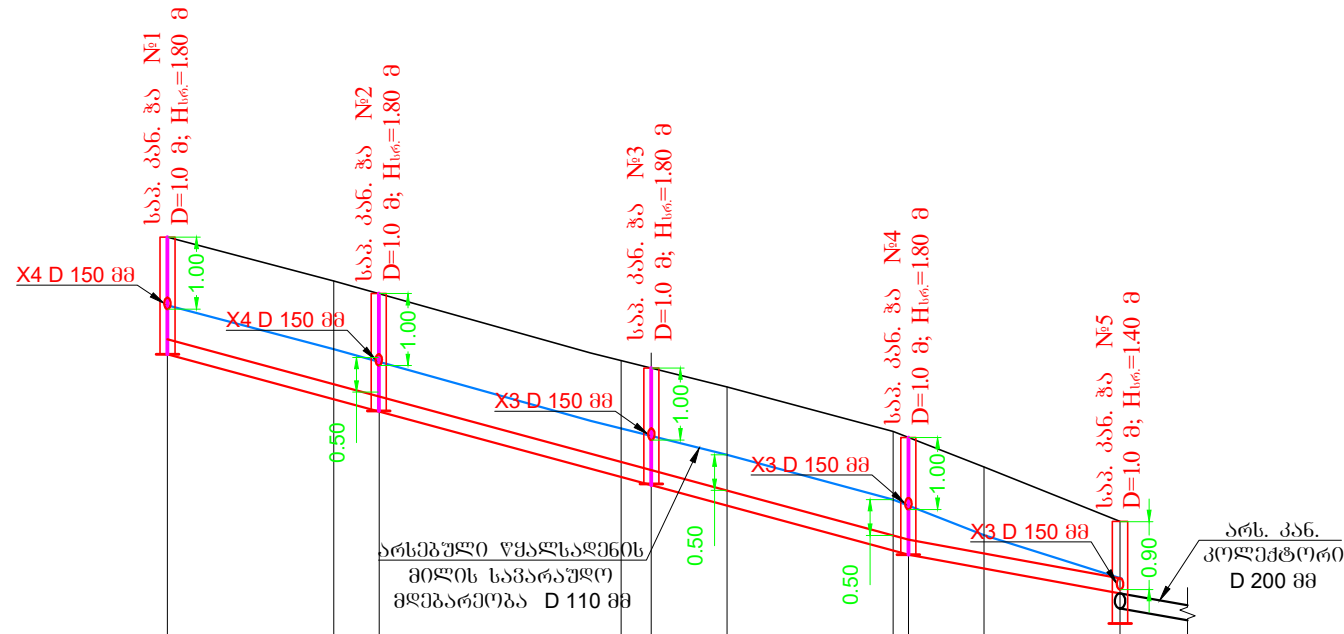 საპ. კან. ჭა №1
D=1.0 მ; Hსრ.=1.80 მ
საპ. კან. ჭა №2
D=1.0 მ; Hსრ.=1.80 მ
საპ. კან. ჭა №3
D=1.0 მ; Hსრ.=1.80 მ
საპ. კან. ჭა №4
D=1.0 მ; Hსრ.=1.80 მ
საპ. კან. ჭა №5
D=1.0 მ; Hსრ.=1.40 მ
X4 D 150 მმ
1.00
X4 D 150 მმ
1.00
0.50
X3 D 150 მმ
1.00
0.50
X3 D 150 მმ
1.00
0.50
X3 D 150 მმ
0.90
არსებული წყალსადენის
მილის სავარაუდო
მდებარეობა D 110 მმ
არს. კან.
კოლექტორი
D 200 მმ